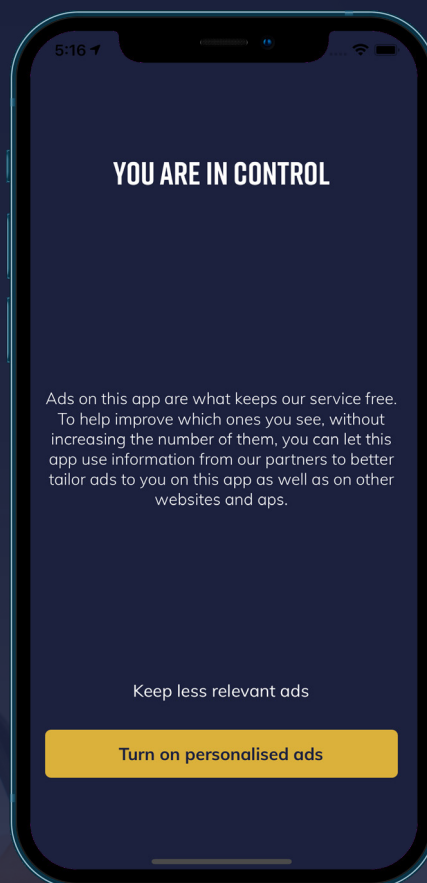 5:16
YOU ARE IN CONTROL
Ads on this app are what keeps our service free.
To help improve which ones you see, without
increasing the number of them, you can let this
app use information from our partners to better
tailor ads to you on this app as well as on other
websites and aps.
Keep less relevant ads
Turn on personalised ads